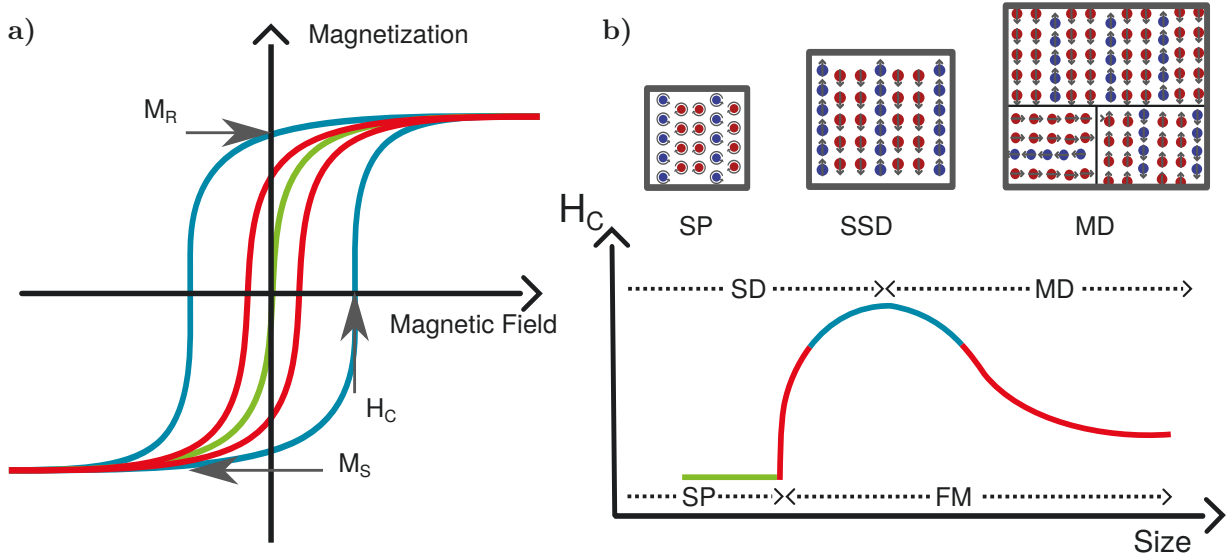 a)
Magnetization
M_R
Magnetic Field
H_C
M_S
b)
SP
SSD
MD
H_C
SD
MD
SP
FM
Size